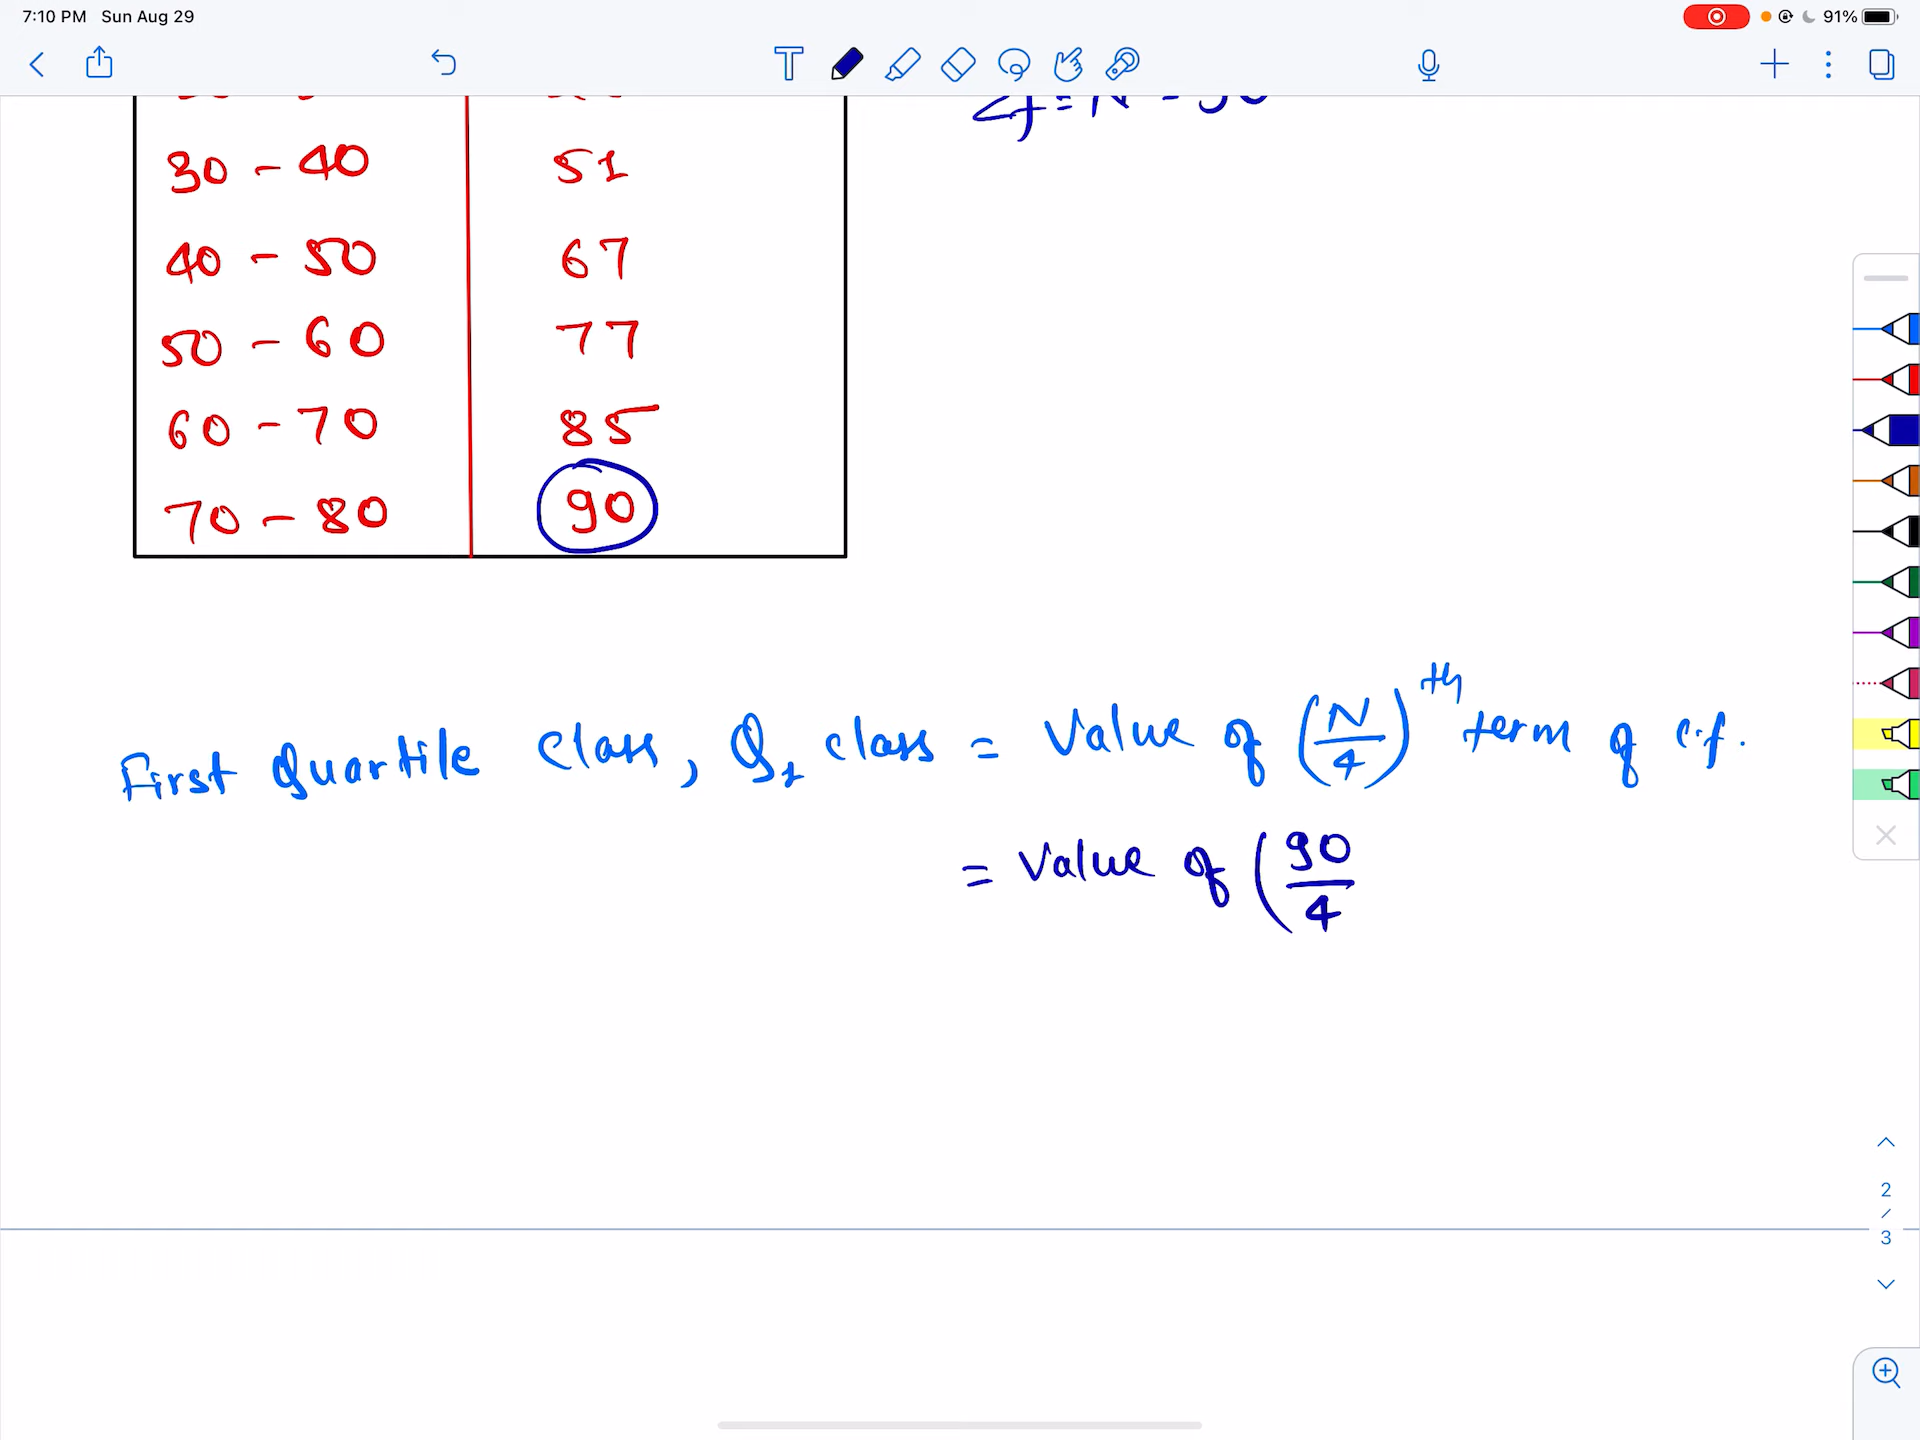 7:10 PM Sun Aug 29
91%
30 - 40 51
40 - 50 67
50 - 60 77
60 - 70 85
70 - 80 90
First Quartile Class, Q1 class = Value of (N/4)th term of c.f.
= Value of (90/4
2
/
3